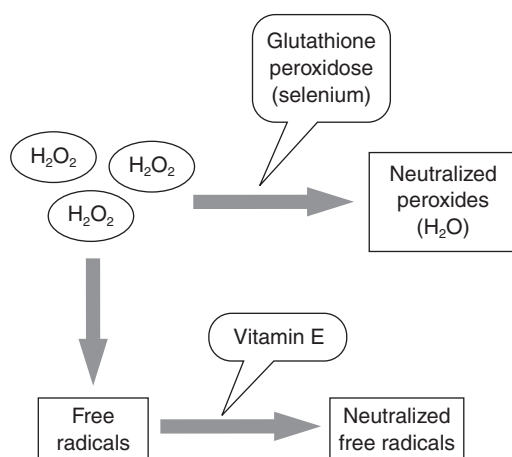 Glutathione
peroxidose
(selenium)
H₂O₂
H₂O₂
H₂O₂
Neutralized
peroxides
(H₂O)
Vitamin E
Free
radicals
Neutralized
free radicals